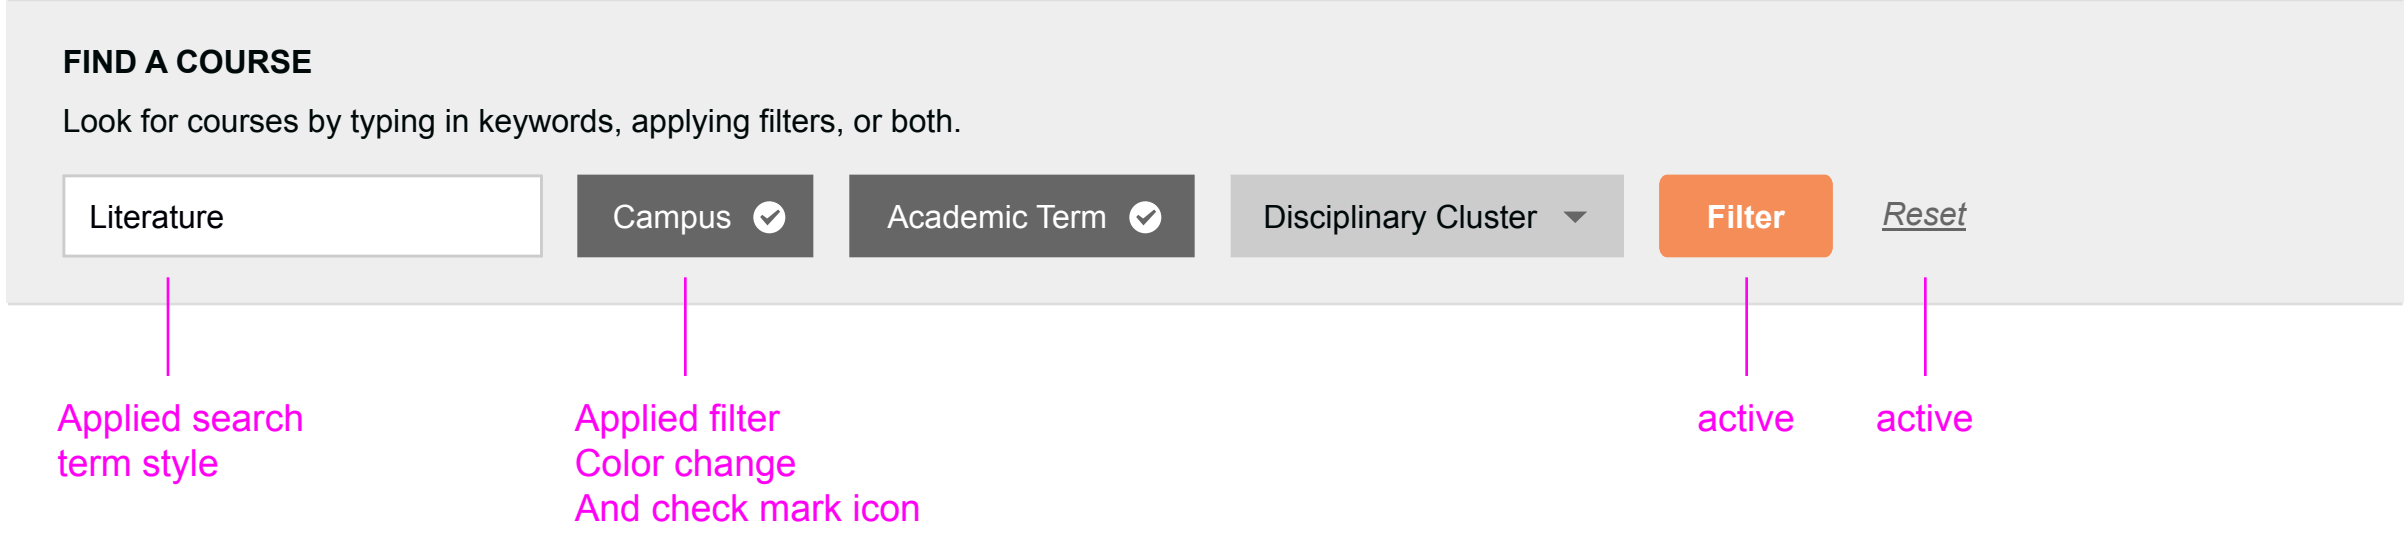 FIND A COURSE
Look for courses by typing in keywords, applying filters, or both.
Literature
Campus
Academic Term
Disciplinary Cluster
Filter
Reset
Applied search
term style
Applied filter
Color change
And check mark icon
active
active